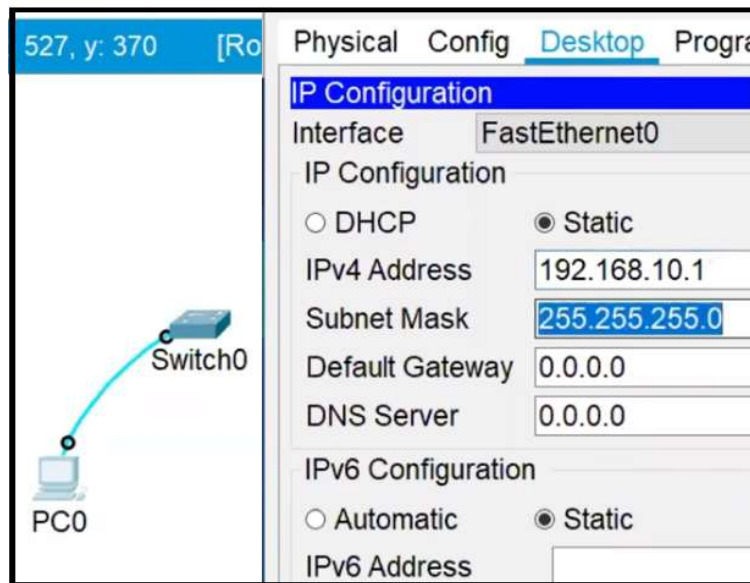 527, y: 370 [Ro
Physical Config Desktop Progra
IP Configuration
Interface FastEthernet0
IP Configuration
DHCP Static
IPv4 Address 192.168.10.1
Subnet Mask 255.255.255.0
Default Gateway 0.0.0.0
DNS Server 0.0.0.0
IPv6 Configuration
Automatic Static
IPv6 Address
Switch0
PC0